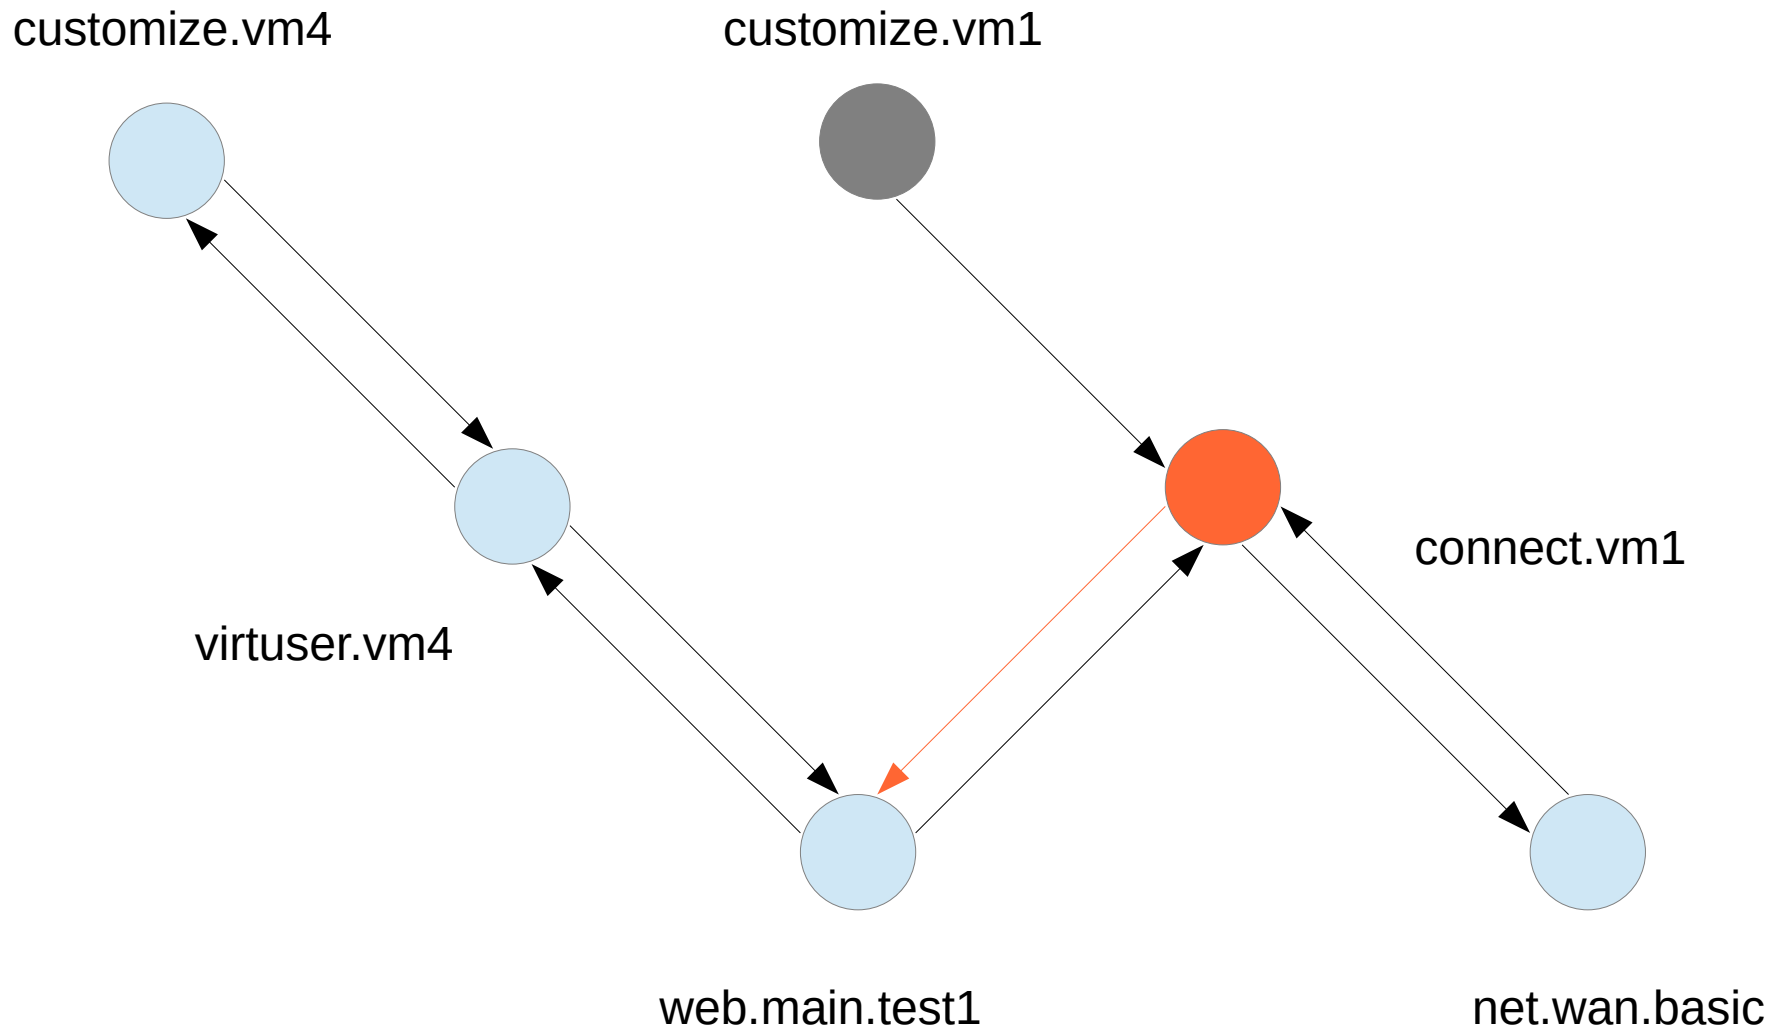 customize.vm4
customize.vm1
connect.vm1
virtuser.vm4
web.main.test1
net.wan.basic